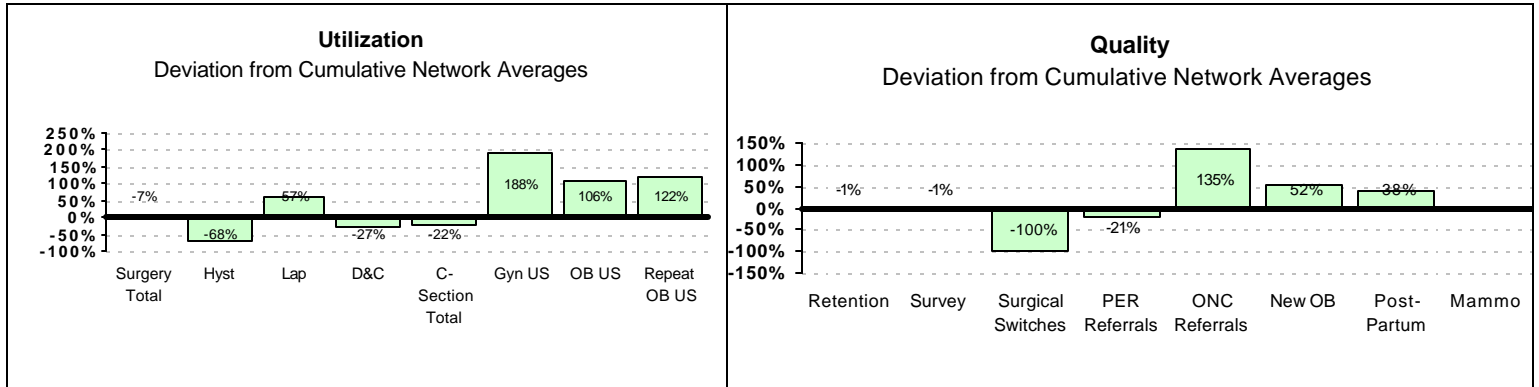 Utilization
Deviation from Cumulative Network Averages
250%
200%
150%
100%
50%
0%
-50%
-100%
-7%
-68%
57%
-27%
-22%
188%
106%
122%
Surgery Total
Hyst
Lap
D&C
C-Section Total
Gyn US
OB US
Repeat OB US
Quality
Deviation from Cumulative Network Averages
150%
100%
50%
0%
-50%
-100%
-150%
-1%
-1%
-100%
-21%
135%
52%
38%
Retention
Survey
Surgical Switches
PER Referrals
ONC Referrals
New OB
Post-Partum
Mammo